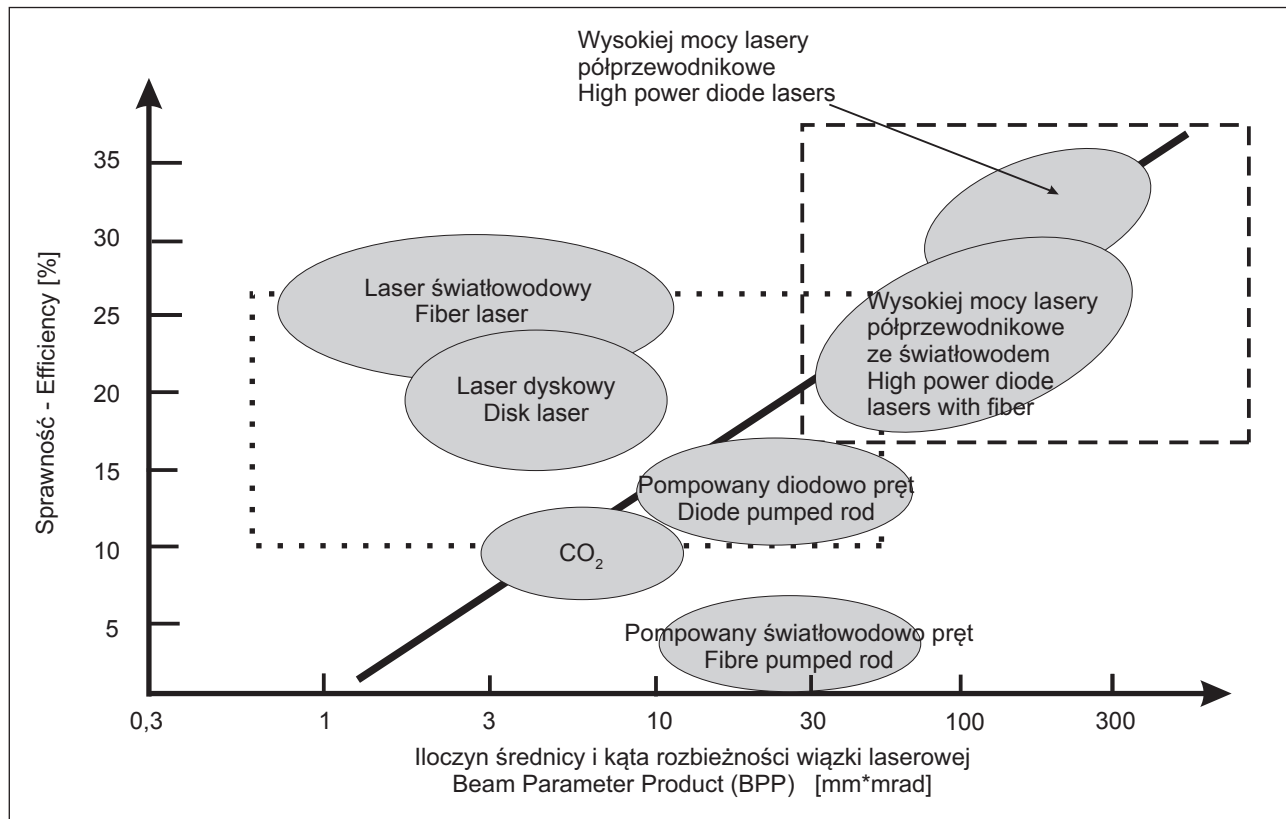 Wysokiej mocy lasery
półprzewodnikowe
High power diode lasers
Sprawność - Efficiency [%]
35
30
25
20
15
10
5
Laser światłowodowy
Fiber laser
Laser dyskowy
Disk laser
Wysokiej mocy lasery
półprzewodnikowe
ze światłowodem
High power diode
lasers with fiber
Pompowany diodowo pręt
Diode pumped rod
CO₂
Pompowany światłowodowo pręt
Fibre pumped rod
0,3 1 3 10 30 100 300
Iloczyn średnicy i kąta rozbieżności wiązki laserowej
Beam Parameter Product (BPP) [mm*mrad]